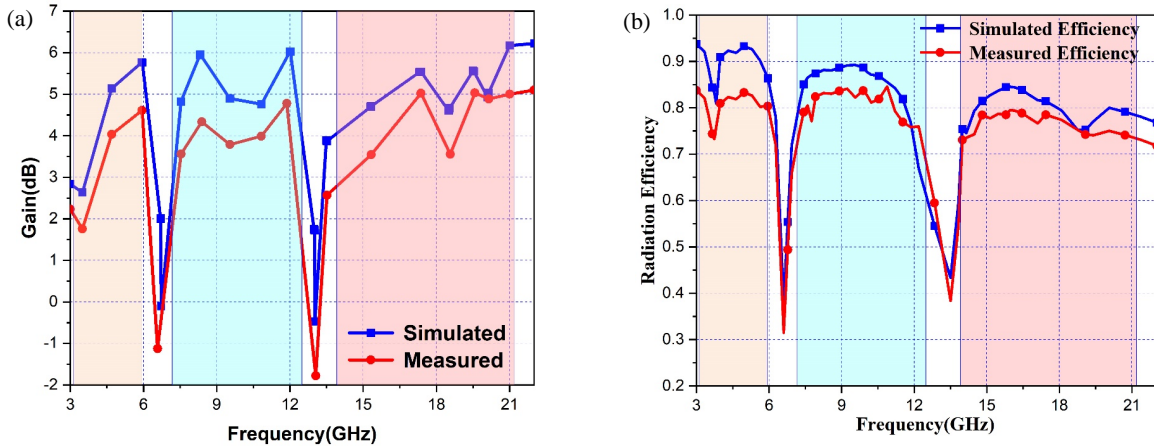 (a)
7
6
5
4
3
2
1
0
-1
-2
Gain(dB)
Simulated
Measured
3 6 9 12 15 18 21
Frequency(GHz)
(b)
1.0
0.9
0.8
0.7
0.6
0.5
0.4
0.3
0.2
Radiation Efficiency
Simulated Efficiency
Measured Efficiency
3 6 9 12 15 18 21
Frequency(GHz)